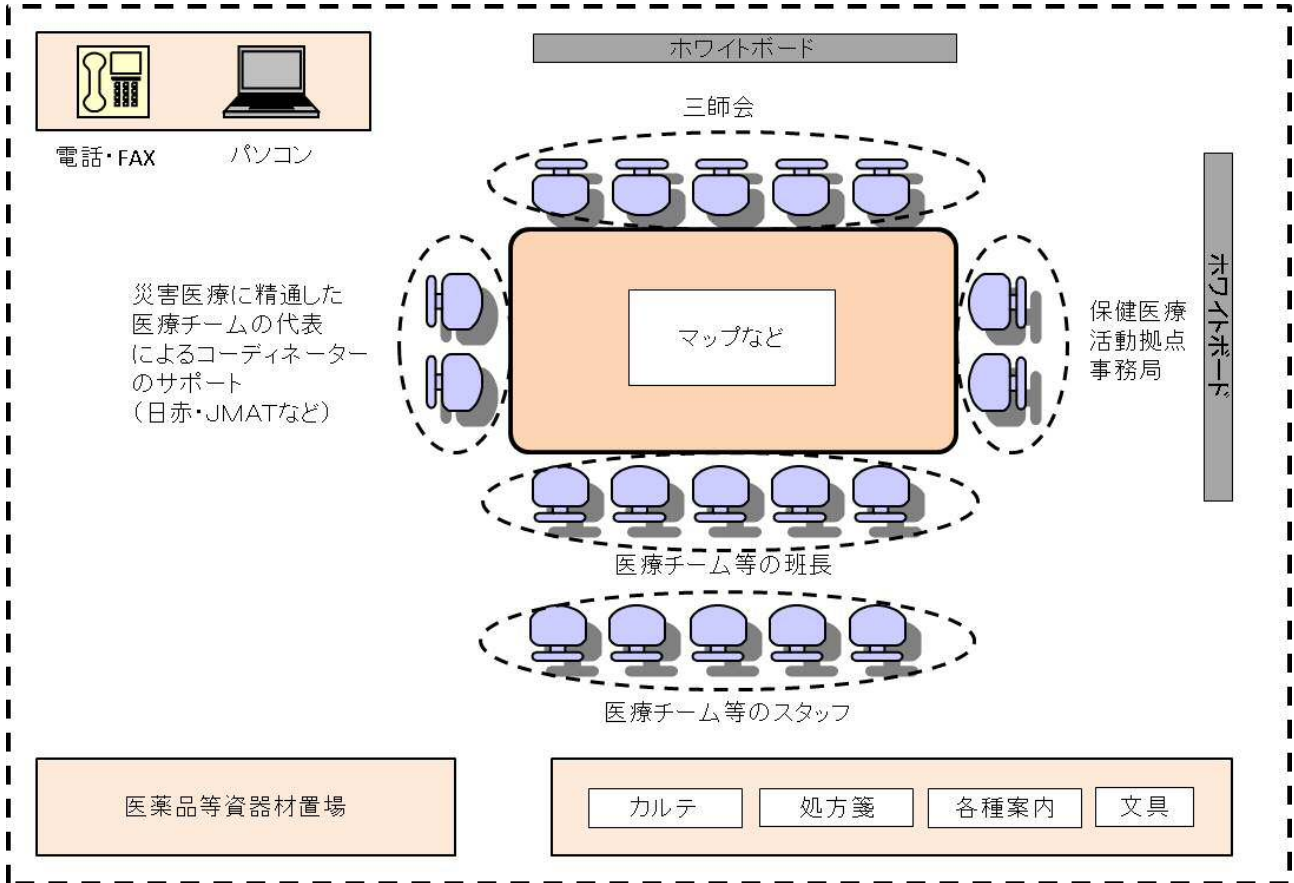 ホワイトボード
三師会
電話・FAX
パソコン
災害医療に精通した
医療チームの代表
によるコーディネーター
のサポート
（日赤・JMATなど）
マップなど
保健医療
活動拠点
事務局
ホワイトボード
医療チーム等の班長
医療チーム等のスタッフ
医薬品等資器材置場
カルテ
処方箋
各種案内
文具